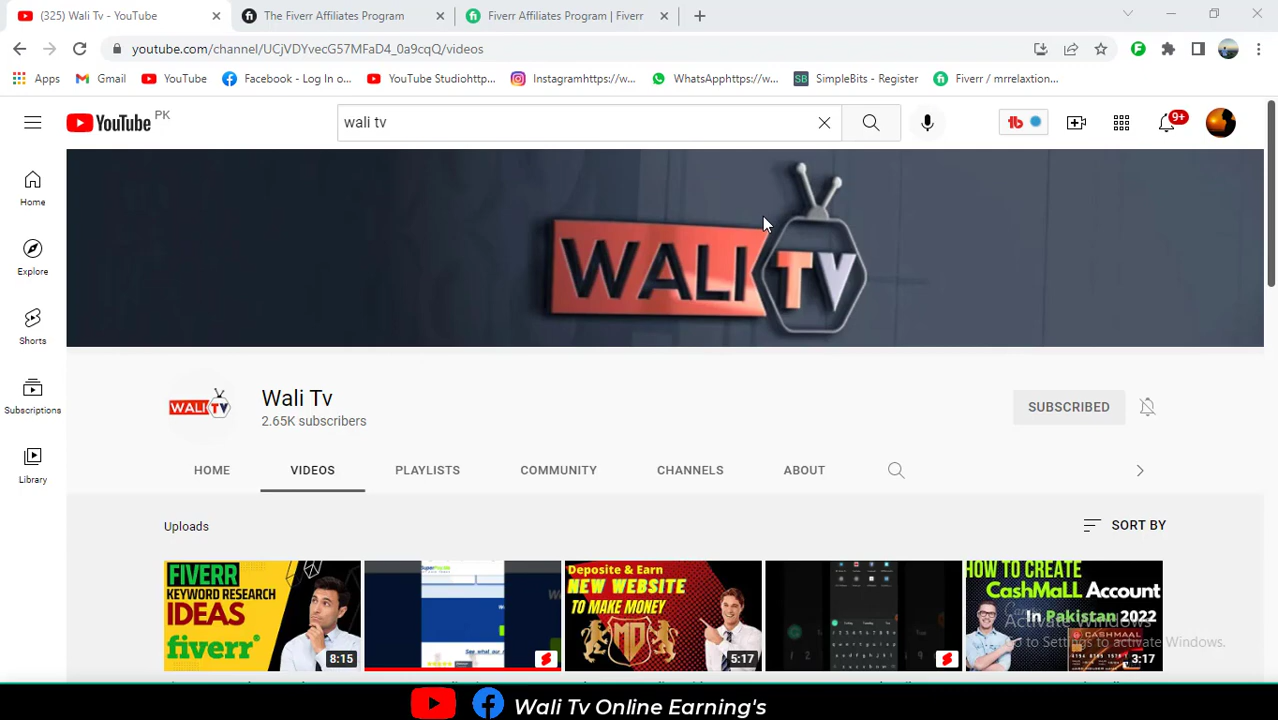 (325) Wali Tv - YouTube
The Fiverr Affiliates Program
Fiverr Affiliates Program | Fiverr
youtube.com/channel/UCjVDYvecG57MFaD4_0a9cqQ/videos
Apps
Gmail
YouTube
Facebook - Log In o...
YouTube Studiohttp...
Instagramhttps://w...
WhatsApphttps://w...
SB
SimpleBits - Register
Fiverr / mrrelaxtion...
YouTube PK
wali tv
9+
WALI TV
Home
Explore
Shorts
Subscriptions
Library
WALI TV
Wali Tv
2.65K subscribers
SUBSCRIBED
HOME
VIDEOS
PLAYLISTS
COMMUNITY
CHANNELS
ABOUT
Uploads
SORT BY
FIVERR
KEYWORD RESEARCH
IDEAS
fiverr
8:15
Deposite & Earn
NEW WEBSITE
TO MAKE MONEY
MD
5:17
HOW TO CREATE
CashMaLL Account
In Pakistan 2022
CASHMAAL
3:17
Activate Windows
Go to Settings to activate Windows.
Wali Tv Online Earning's